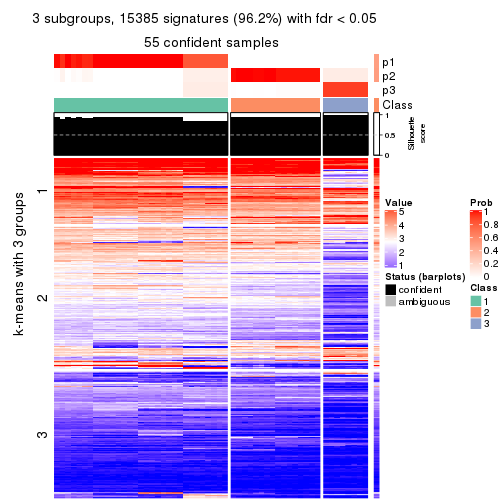 3 subgroups, 15385 signatures (96.2%) with fdr < 0.05
55 confident samples
p1
p2
p3
Class
1
0.5
0
Silhouette
score
k-means with 3 groups
1
2
3
Value
5
4
3
2
1
Status (barplots)
confident
ambiguous
Prob
1
0.8
0.6
0.4
0.2
0
Class
1
2
3